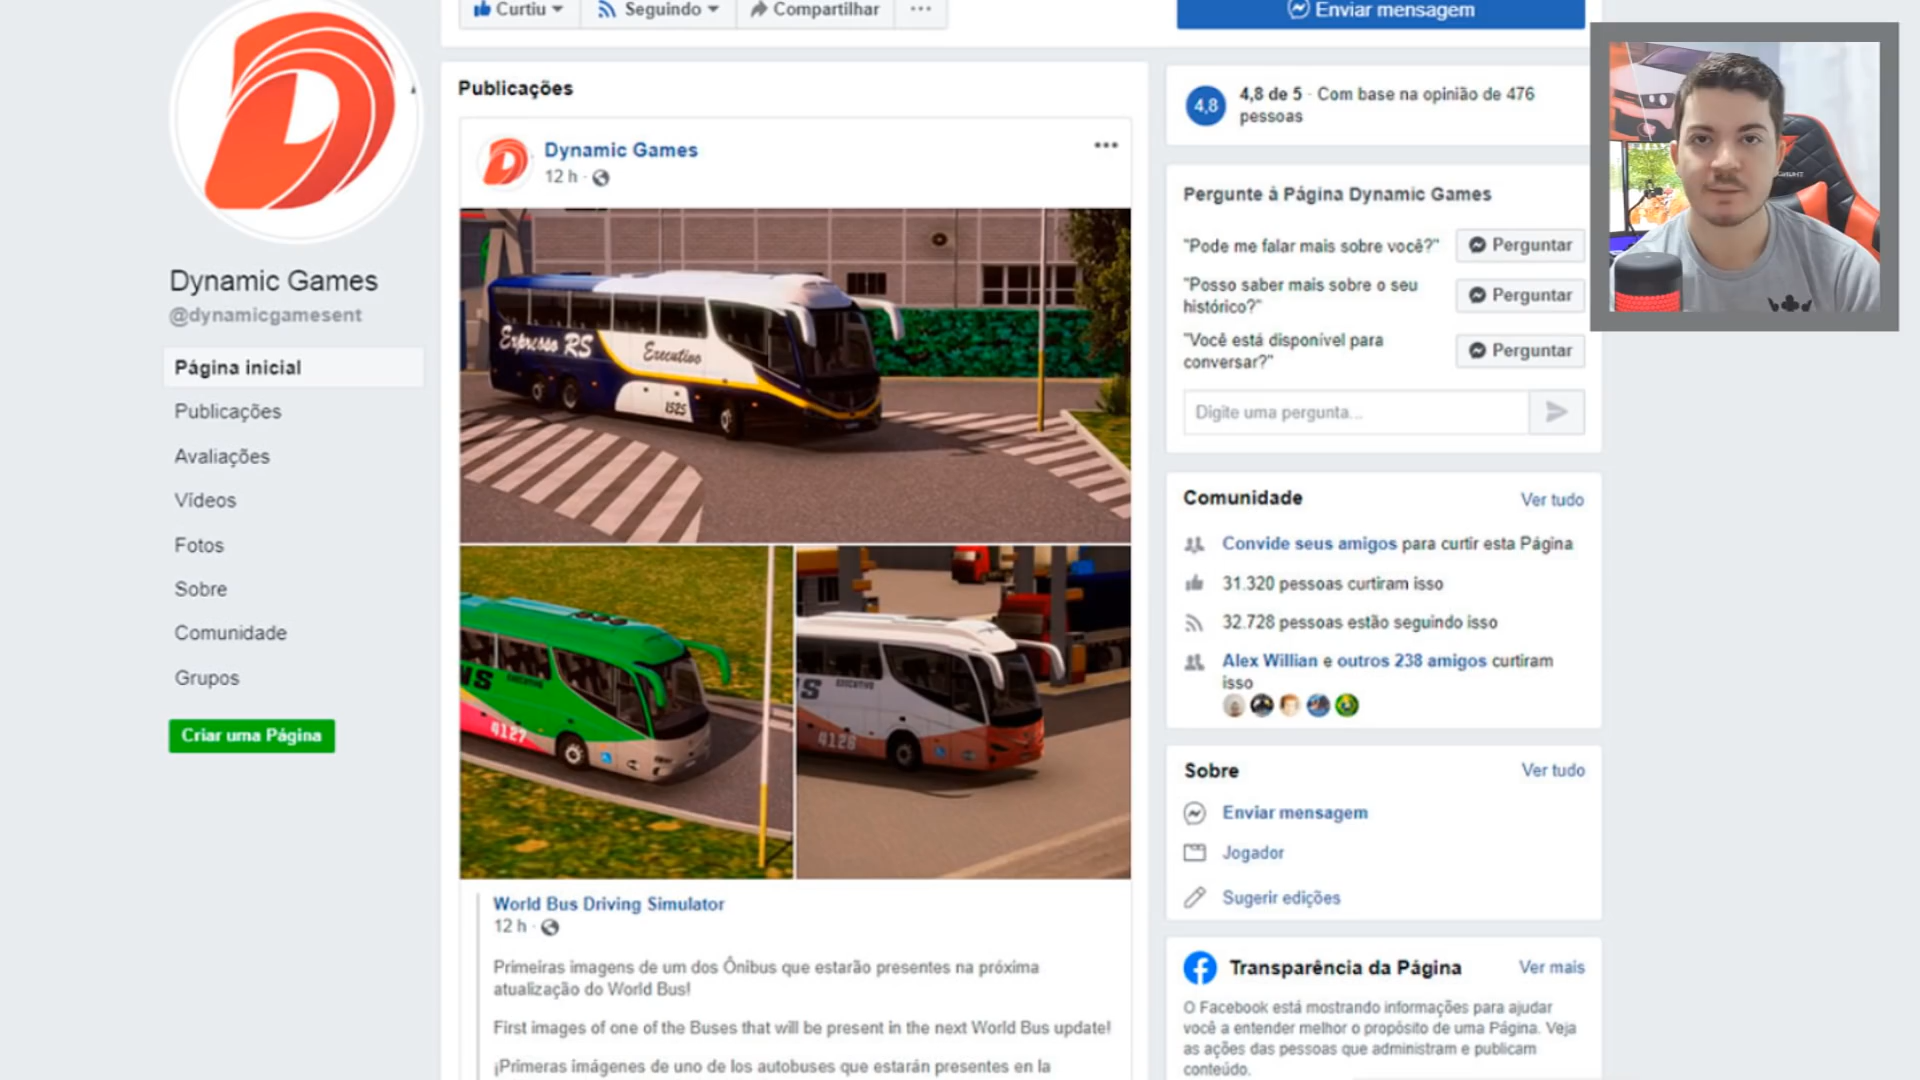 Curtiu
Seguindo
Compartilhar
Enviar mensagem
Dynamic Games
@dynamicgamesent
Página inicial
Publicações
Avaliações
Vídeos
Fotos
Sobre
Comunidade
Grupos
Criar uma Página
Publicações
Dynamic Games
12 h
Expresso RS
Executivo
1525
NS
EXECUTIVO
4127
S
EXECUTIVO
4128
World Bus Driving Simulator
12 h
Primeiras imagens de um dos Ônibus que estarão presentes na próxima
atualização do World Bus!
First images of one of the Buses that will be present in the next World Bus update!
¡Primeras imágenes de uno de los autobuses que estarán presentes en la
4,8
4,8 de 5 · Com base na opinião de 476
pessoas
Pergunte à Página Dynamic Games
"Pode me falar mais sobre você?"
Perguntar
"Posso saber mais sobre o seu
histórico?"
Perguntar
"Você está disponível para
conversar?"
Perguntar
Digite uma pergunta...
Comunidade
Ver tudo
Convide seus amigos para curtir esta Página
31.320 pessoas curtiram isso
32.728 pessoas estão seguindo isso
Alex Willian e outros 238 amigos curtiram
isso
Sobre
Ver tudo
Enviar mensagem
Jogador
Sugerir edições
Transparência da Página
Ver mais
O Facebook está mostrando informações para ajudar
você a entender melhor o propósito de uma Página. Veja
as ações das pessoas que administram e publicam
conteúdo.